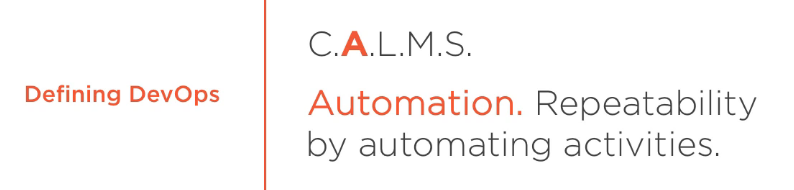 Defining DevOps
C.A.L.M.S.
Automation. Repeatability
by automating activities.